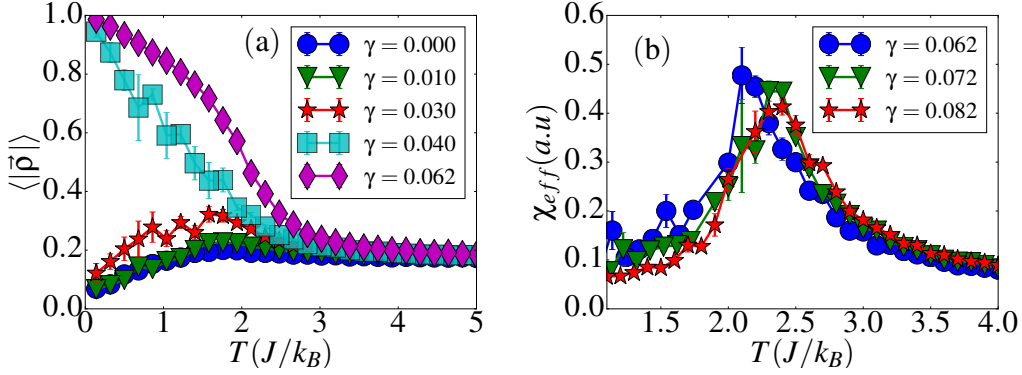 (a)
⟨|ρ⃗|⟩
1.0
0.8
0.6
0.4
0.2
0.0
γ = 0.000
γ = 0.010
γ = 0.030
γ = 0.040
γ = 0.062
0 1 2 3 4 5
T(J/k_B)
(b)
χ_eff(a.u)
0.6
0.5
0.4
0.3
0.2
0.1
0.0
γ = 0.062
γ = 0.072
γ = 0.082
1.5 2.0 2.5 3.0 3.5 4.0
T(J/k_B)